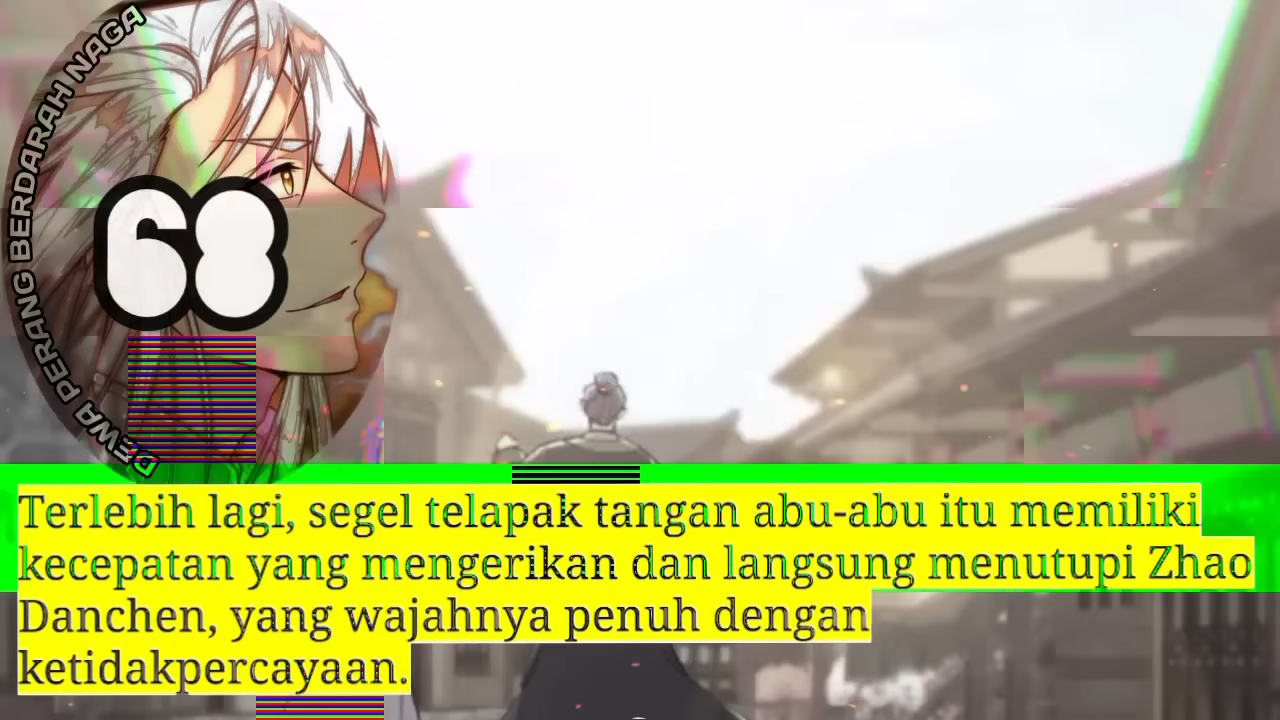 DEWA PERANG BERDARAH NAGA
68
Terlebih lagi, segel telapak tangan abu-abu itu memiliki
kecepatan yang mengerikan dan langsung menutupi Zhao
Danchen, yang wajahnya penuh dengan
ketidakpercayaan.